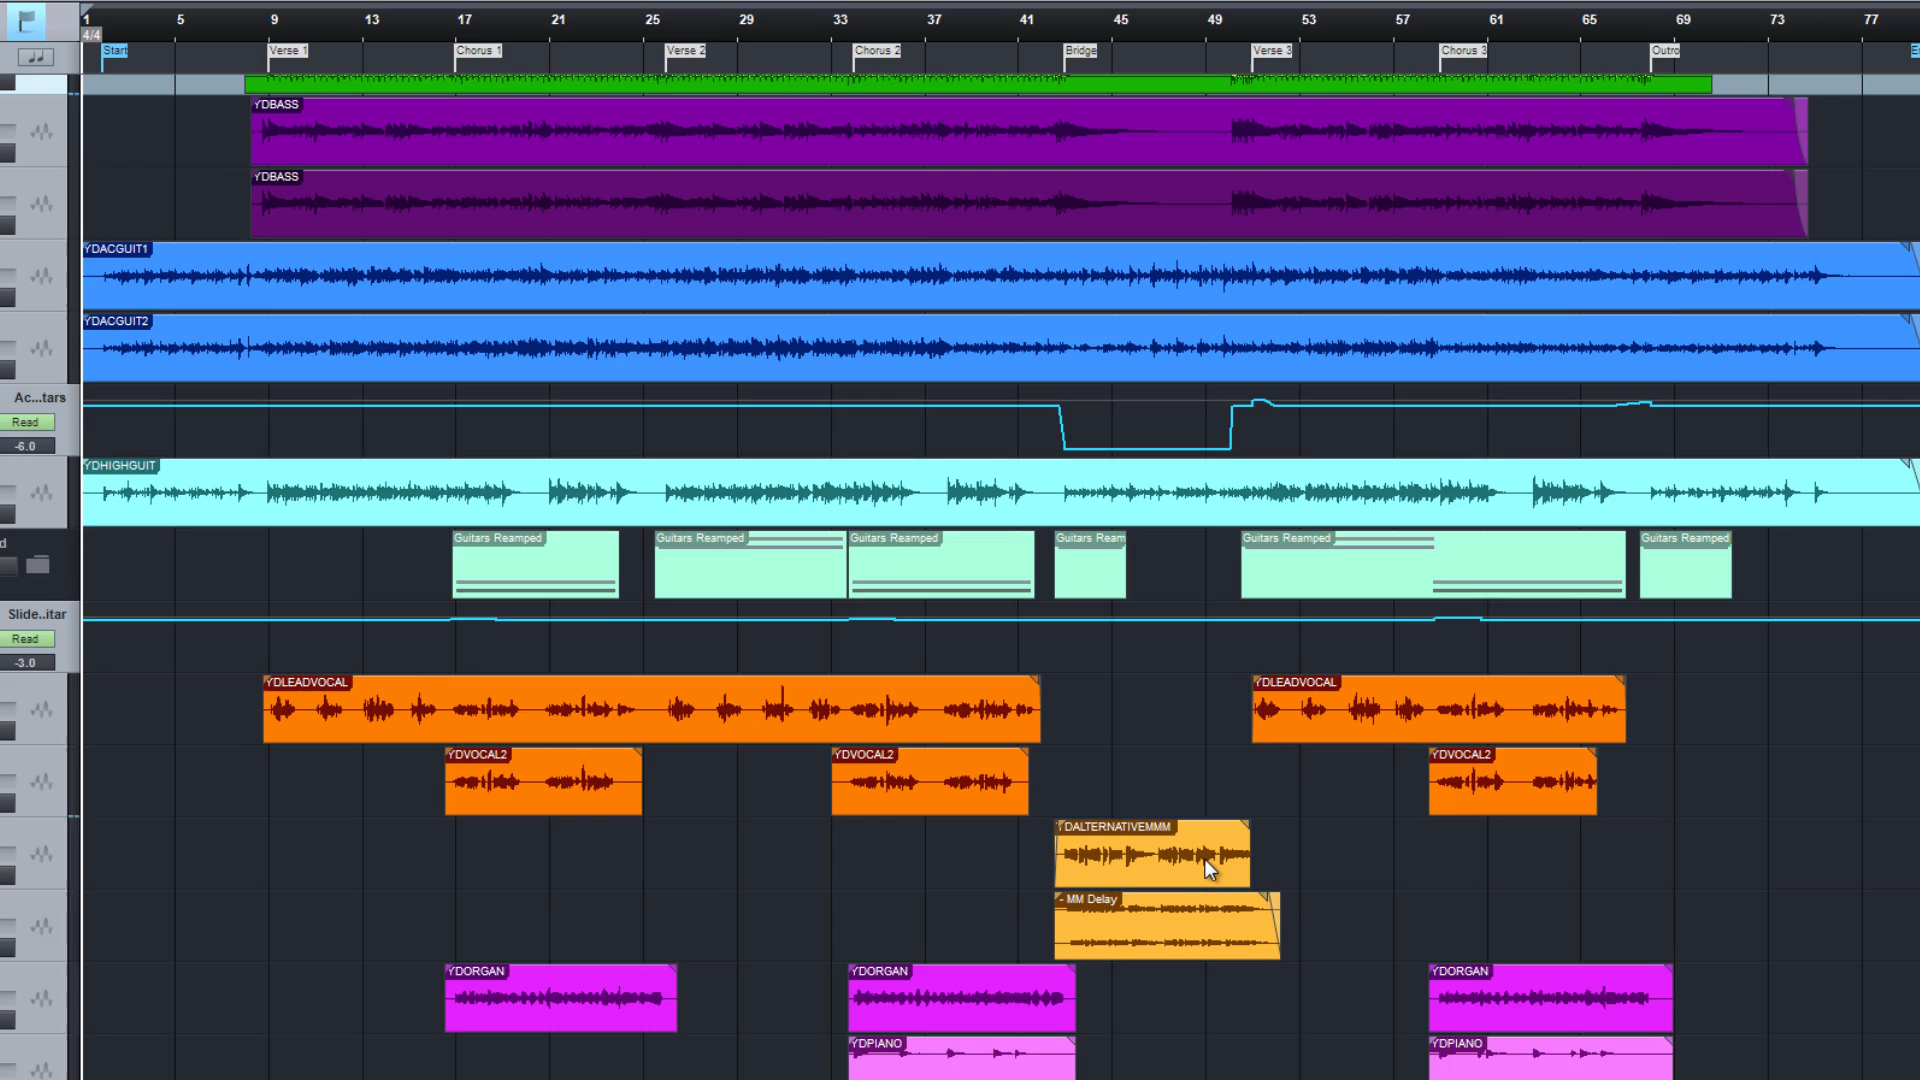 1 5 9 13 17 21 25 29 33 37 41 45 49 53 57 61 65 69 73 77
4/4
Start Verse 1 Chorus 1 Verse 2 Chorus 2 Bridge Verse 3 Chorus 3 Outro
YDBASS
YDBASS
YDACGUIT1
YDACGUIT2
Ac...tars
Read
-6.0
YDHIGHGUIT
d
Guitars Reamped Guitars Reamped Guitars Reamped Guitars Ream Guitars Reamped Guitars Reamped
Slide..itar
Read
-3.0
YDLEADVOCAL YDLEADVOCAL
YDVOCAL2 YDVOCAL2 YDVOCAL2
YDALTERNATIVEMMM
- MM Delay
YDORGAN YDORGAN YDORGAN
YDPIANO YDPIANO